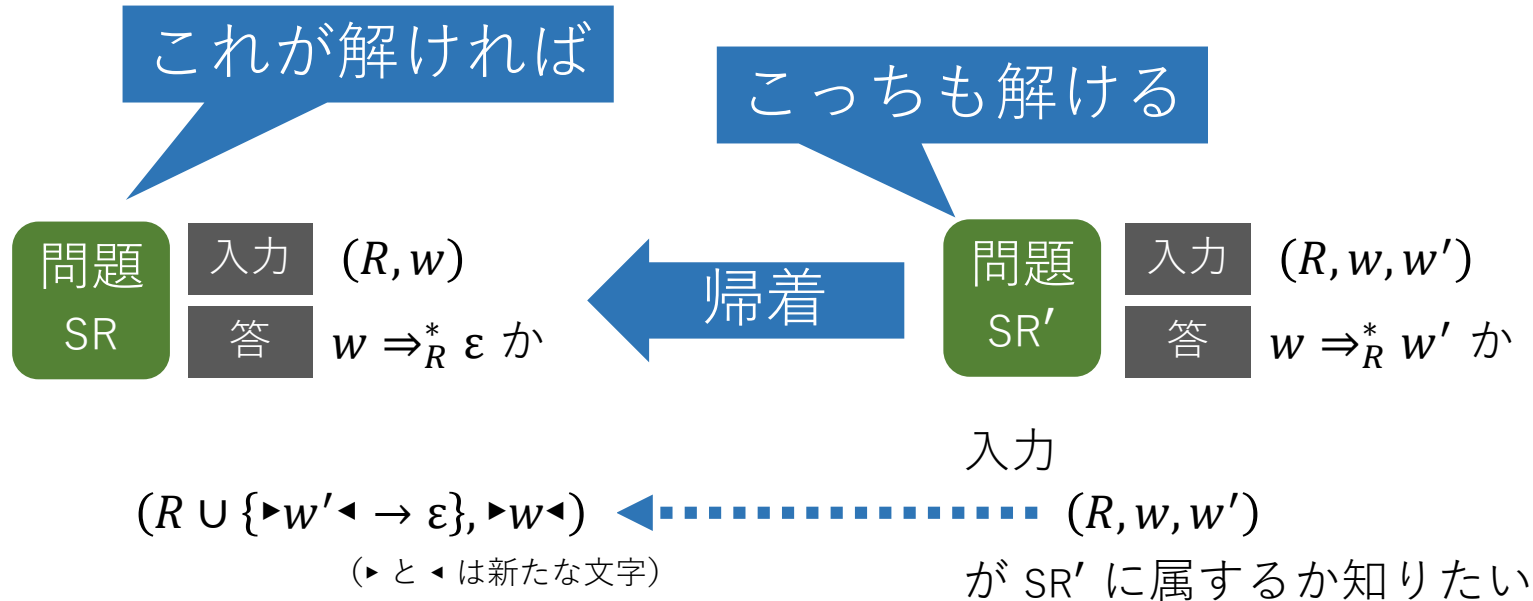 これが解ければ
こっちも解ける
問題
SR
入力 (R, w)
答 w ⇒*R ε か
帰着
問題
SR′
入力 (R, w, w′)
答 w ⇒*R w′ か
入力
(R ∪ {▸w′◂ → ε}, ▸w◂)
(R, w, w′)
(▸ と ◂ は新たな文字)
が SR′ に属するか知りたい